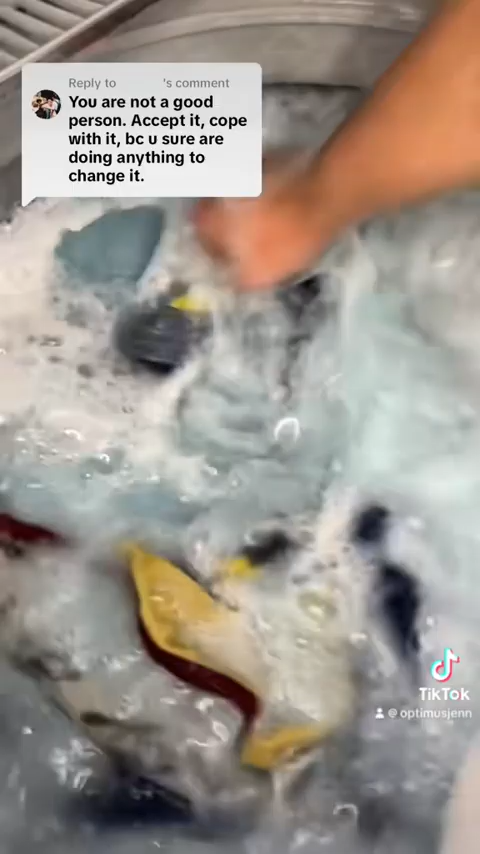 Reply to 's comment
You are not a good
person. Accept it, cope
with it, bc u sure are
doing anything to
change it.
TikTok
@optimusjenn